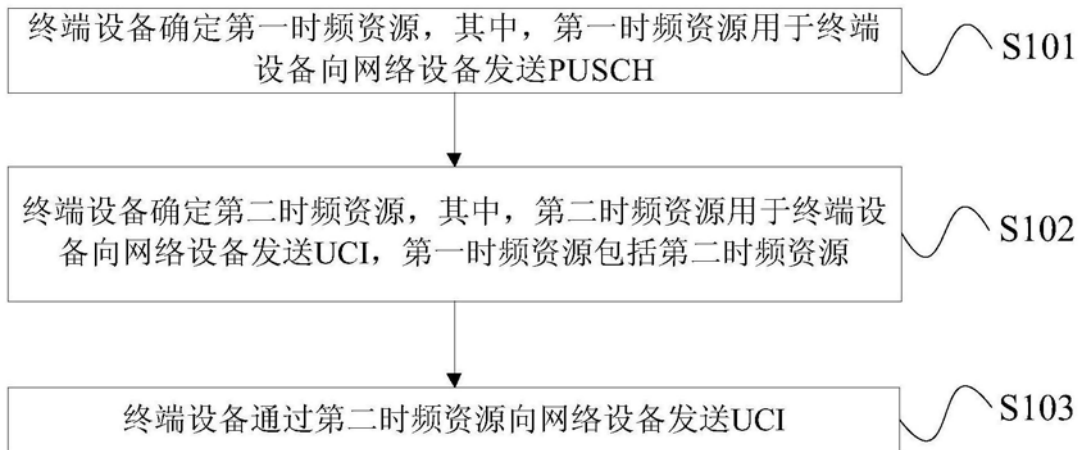 终端设备确定第一时频资源，其中，第一时频资源用于终端
设备向网络设备发送PUSCH
S101
终端设备确定第二时频资源，其中，第二时频资源用于终端设
备向网络设备发送UCI，第一时频资源包括第二时频资源
S102
终端设备通过第二时频资源向网络设备发送UCI
S103